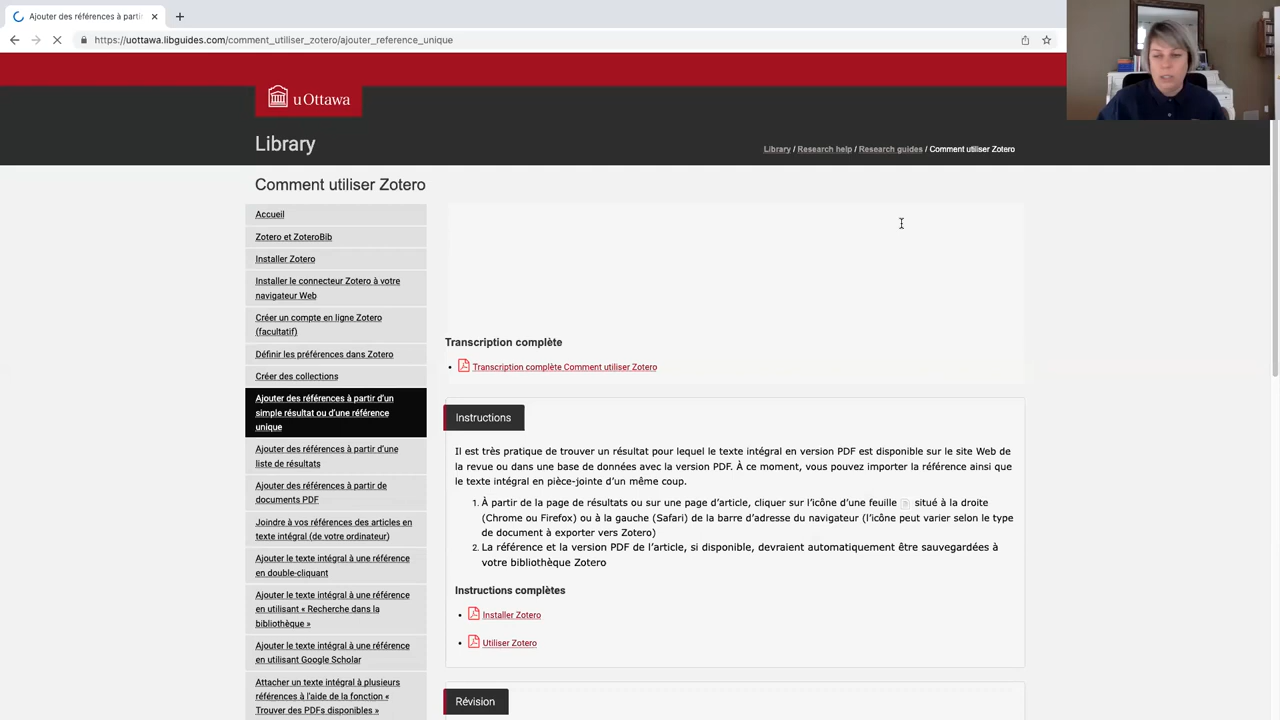 Ajouter des références à parti
https://uottawa.libguides.com/comment_utiliser_zotero/ajouter_reference_unique
uOttawa
Library
Library / Research help / Research guides / Comment utiliser Zotero
Comment utiliser Zotero
Accueil
Zotero et ZoteroBib
Installer Zotero
Installer le connecteur Zotero à votre
navigateur Web
Créer un compte en ligne Zotero
(facultatif)
Définir les préférences dans Zotero
Créer des collections
Ajouter des références à partir d'un
simple résultat ou d'une référence
unique
Ajouter des références à partir d'une
liste de résultats
Ajouter des références à partir de
documents PDF
Joindre à vos références des articles en
texte intégral (de votre ordinateur)
Ajouter le texte intégral à une référence
en double-cliquant
Ajouter le texte intégral à une référence
en utilisant « Recherche dans la
bibliothèque »
Ajouter le texte intégral à une référence
en utilisant Google Scholar
Attacher un texte intégral à plusieurs
références à l'aide de la fonction «
Trouver des PDFs disponibles »
Transcription complète
• Transcription complète Comment utiliser Zotero
Instructions
Il est très pratique de trouver un résultat pour lequel le texte intégral en version PDF est disponible sur le site Web de
la revue ou dans une base de données avec la version PDF. À ce moment, vous pouvez importer la référence ainsi que
le texte intégral en pièce-jointe d'un même coup.
1. À partir de la page de résultats ou sur une page d'article, cliquer sur l'icône d'une feuille situé à la droite
(Chrome ou Firefox) ou à la gauche (Safari) de la barre d'adresse du navigateur (l'icône peut varier selon le type
de document à exporter vers Zotero)
2. La référence et la version PDF de l'article, si disponible, devraient automatiquement être sauvegardées à
votre bibliothèque Zotero
Instructions complètes
• Installer Zotero
• Utiliser Zotero
Révision